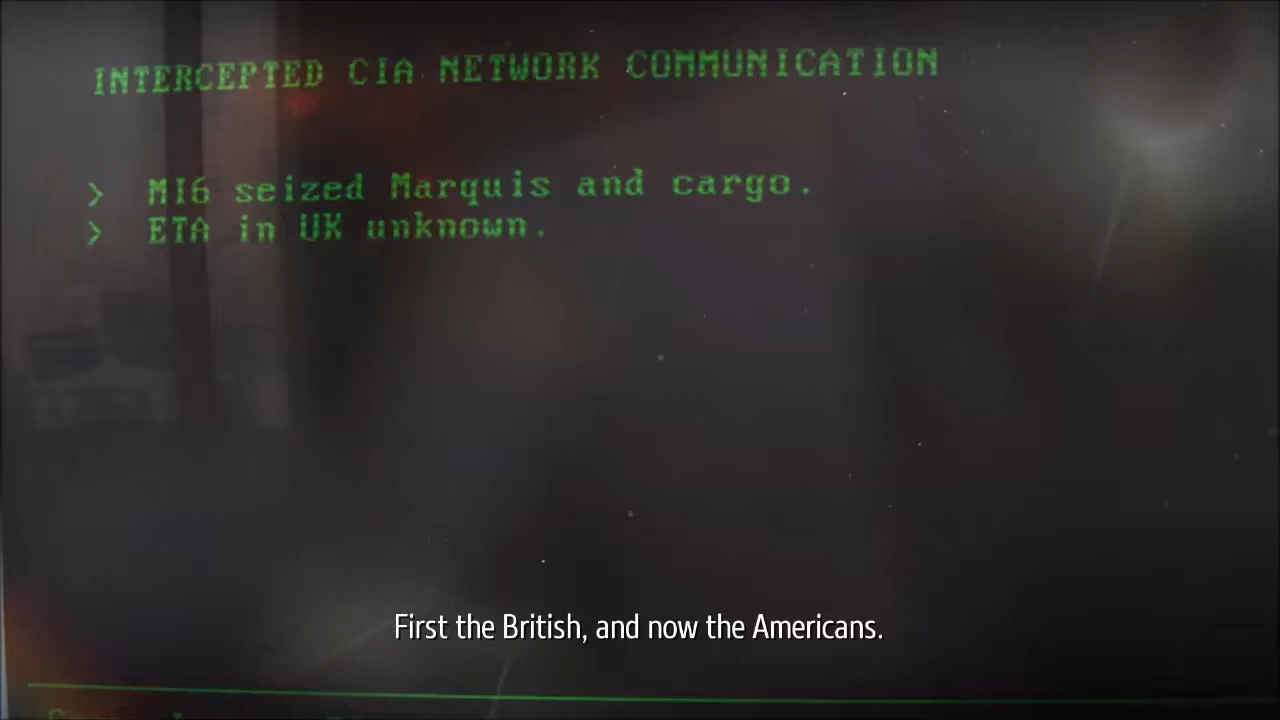 INTERCEPTED CIA NETWORK COMMUNICATION
> MI6 seized Marquis and cargo.
> ETA in UK unknown.
First the British, and now the Americans.